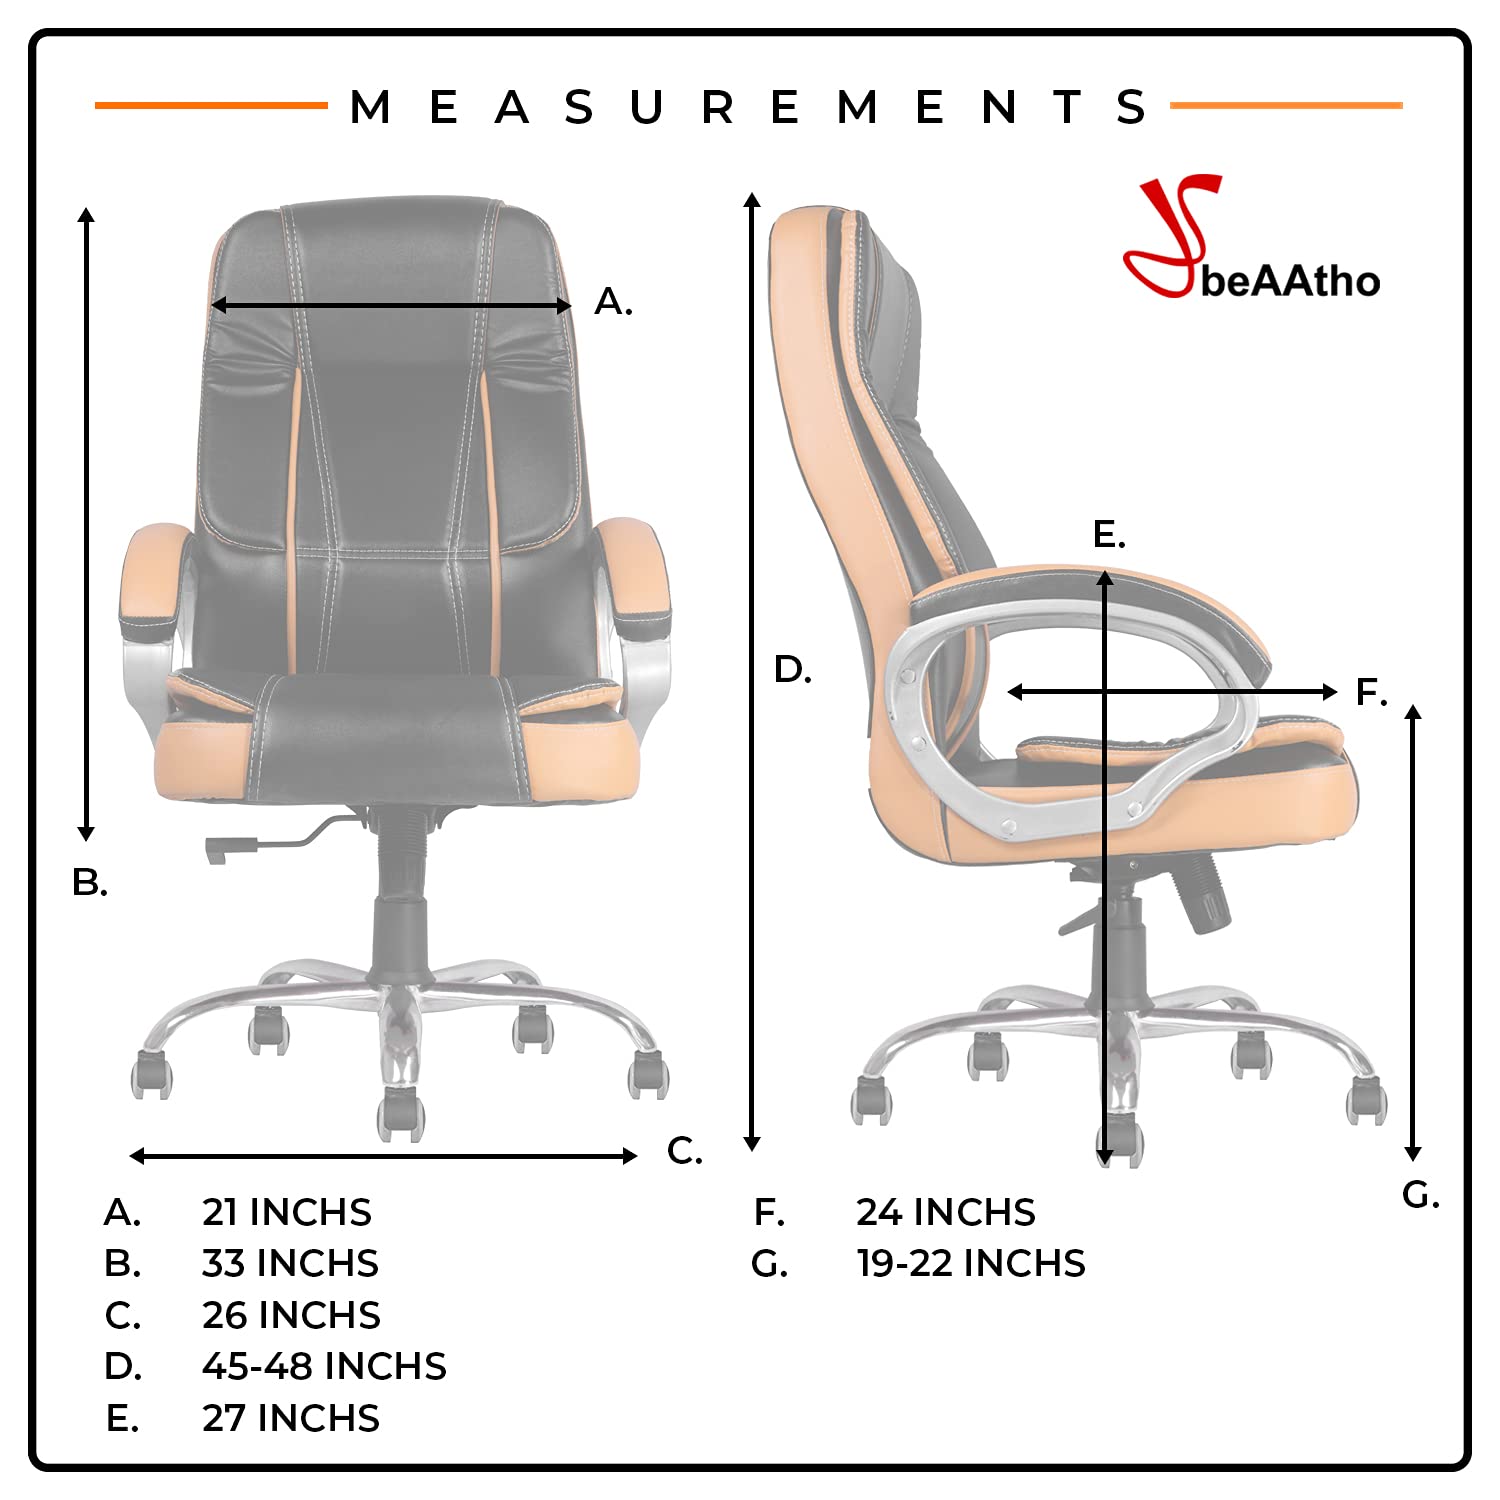 MEASUREMENTS
beAAtho
A.
E.
D.
F.
B.
C.
G.
A. 21 INCHS
B. 33 INCHS
C. 26 INCHS
D. 45-48 INCHS
E. 27 INCHS
F. 24 INCHS
G. 19-22 INCHS